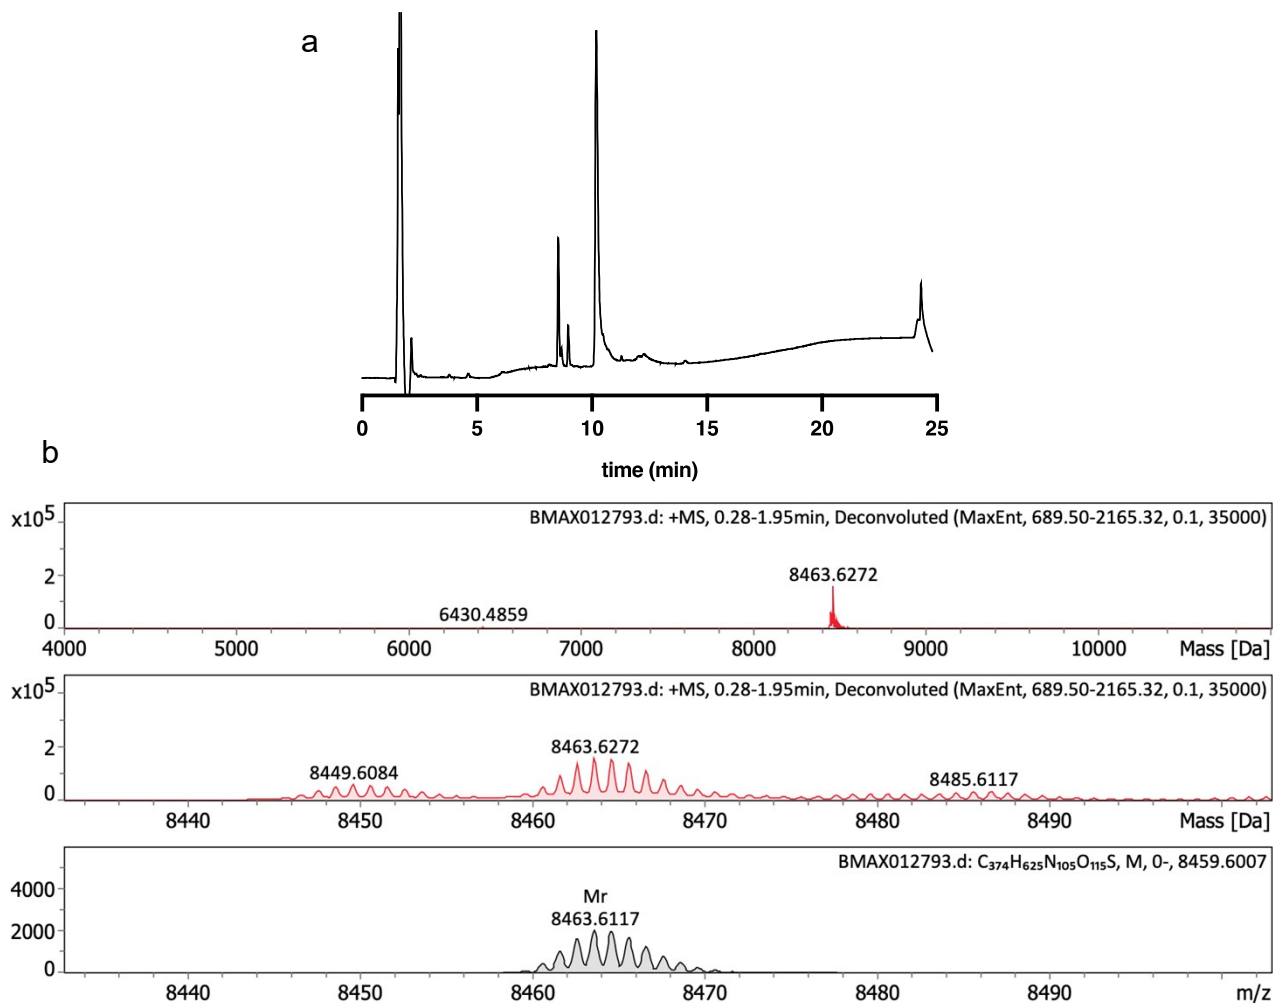 a
0 5 10 15 20 25
time (min)
b
x10⁵
BMAX012793.d: +MS, 0.28-1.95min, Deconvoluted (MaxEnt, 689.50-2165.32, 0.1, 35000)
2
8463.6272
6430.4859
0
4000 5000 6000 7000 8000 9000 10000 Mass [Da]
x10⁵
BMAX012793.d: +MS, 0.28-1.95min, Deconvoluted (MaxEnt, 689.50-2165.32, 0.1, 35000)
2
8463.6272
8449.6084
8485.6117
0
8440 8450 8460 8470 8480 8490 Mass [Da]
BMAX012793.d: C₃₇₄H₆₂₅N₁₀₅O₁₁₅S, M, 0-, 8459.6007
4000
Mr
8463.6117
2000
0
8440 8450 8460 8470 8480 8490 m/z